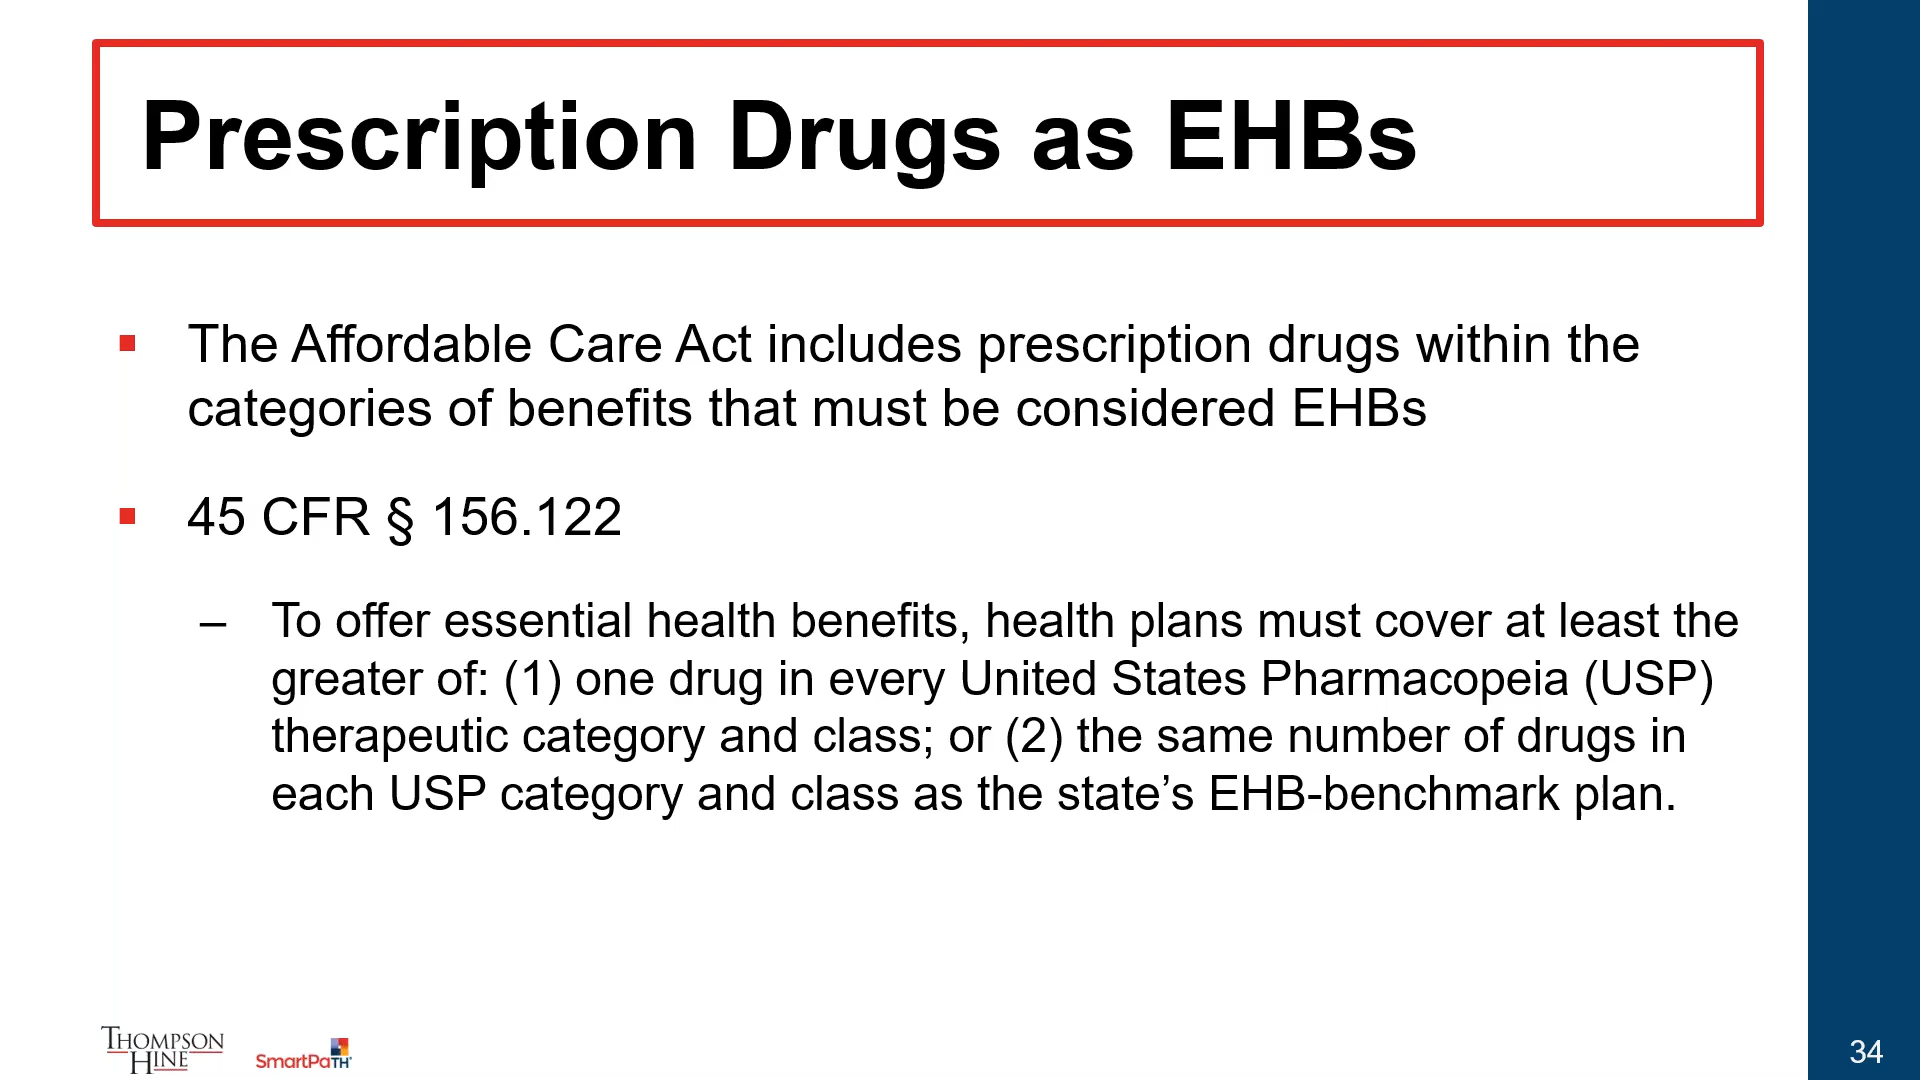 Prescription Drugs as EHBs
▪ The Affordable Care Act includes prescription drugs within the
categories of benefits that must be considered EHBs
▪ 45 CFR § 156.122
– To offer essential health benefits, health plans must cover at least the
greater of: (1) one drug in every United States Pharmacopeia (USP)
therapeutic category and class; or (2) the same number of drugs in
each USP category and class as the state’s EHB-benchmark plan.
THOMPSON
HINE
SmartPaTH
34